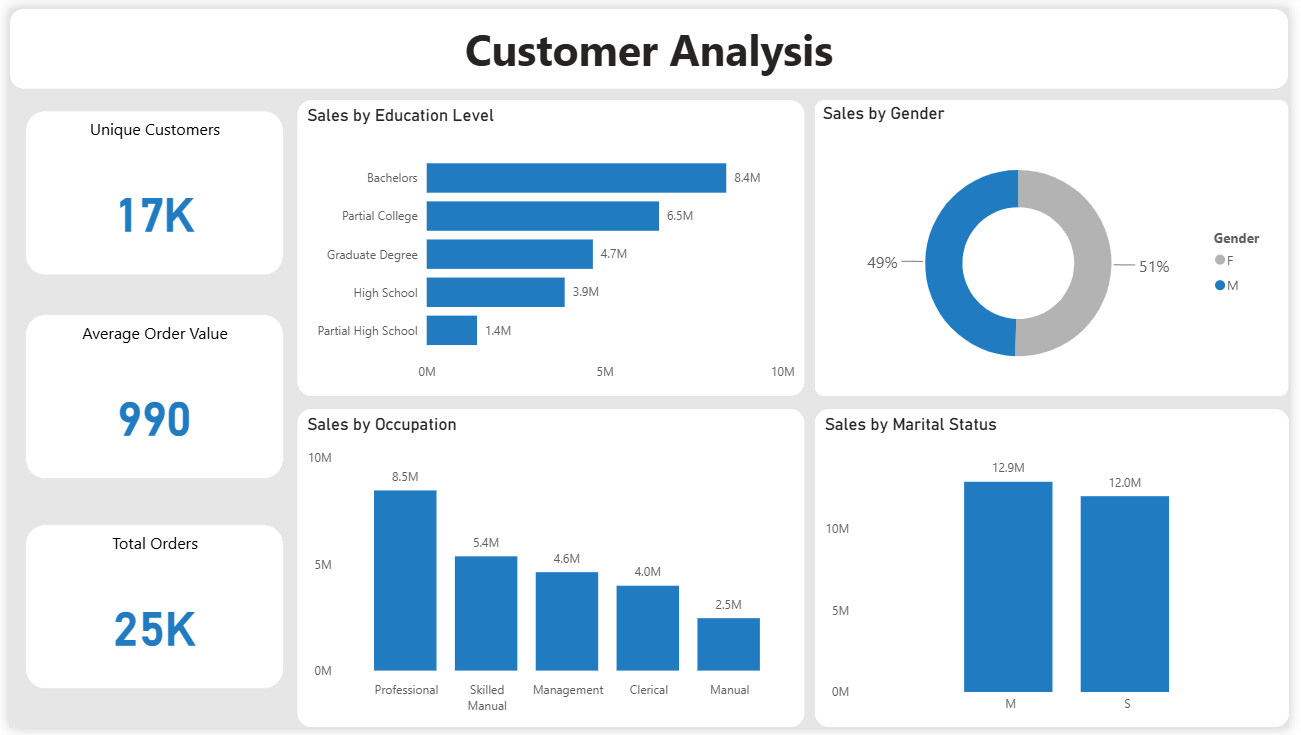 Customer Analysis
Unique Customers
17K
Average Order Value
990
Total Orders
25K
Sales by Education Level
Bachelors
8.4M
Partial College
6.5M
Graduate Degree
4.7M
High School
3.9M
Partial High School
1.4M
0M
5M
10M
Sales by Gender
49%
51%
Gender
F
M
Sales by Occupation
10M
5M
0M
8.5M
5.4M
4.6M
4.0M
2.5M
Professional
Skilled
Manual
Management
Clerical
Manual
Sales by Marital Status
10M
5M
0M
12.9M
12.0M
M
S